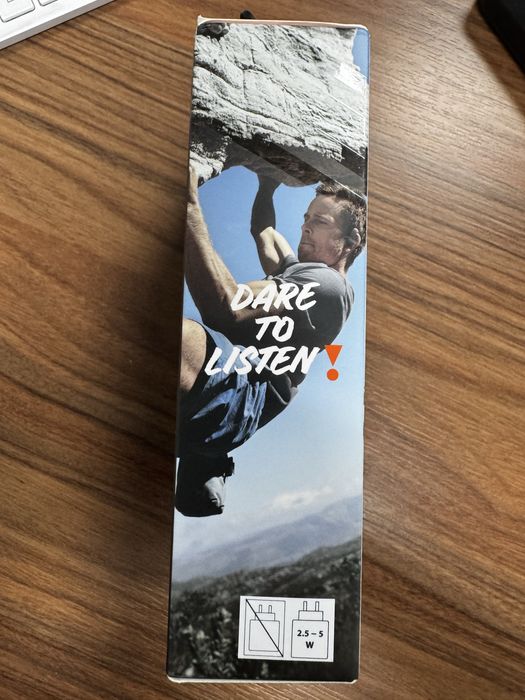 DARE
TO
LISTEN!
2.5 – 5
W